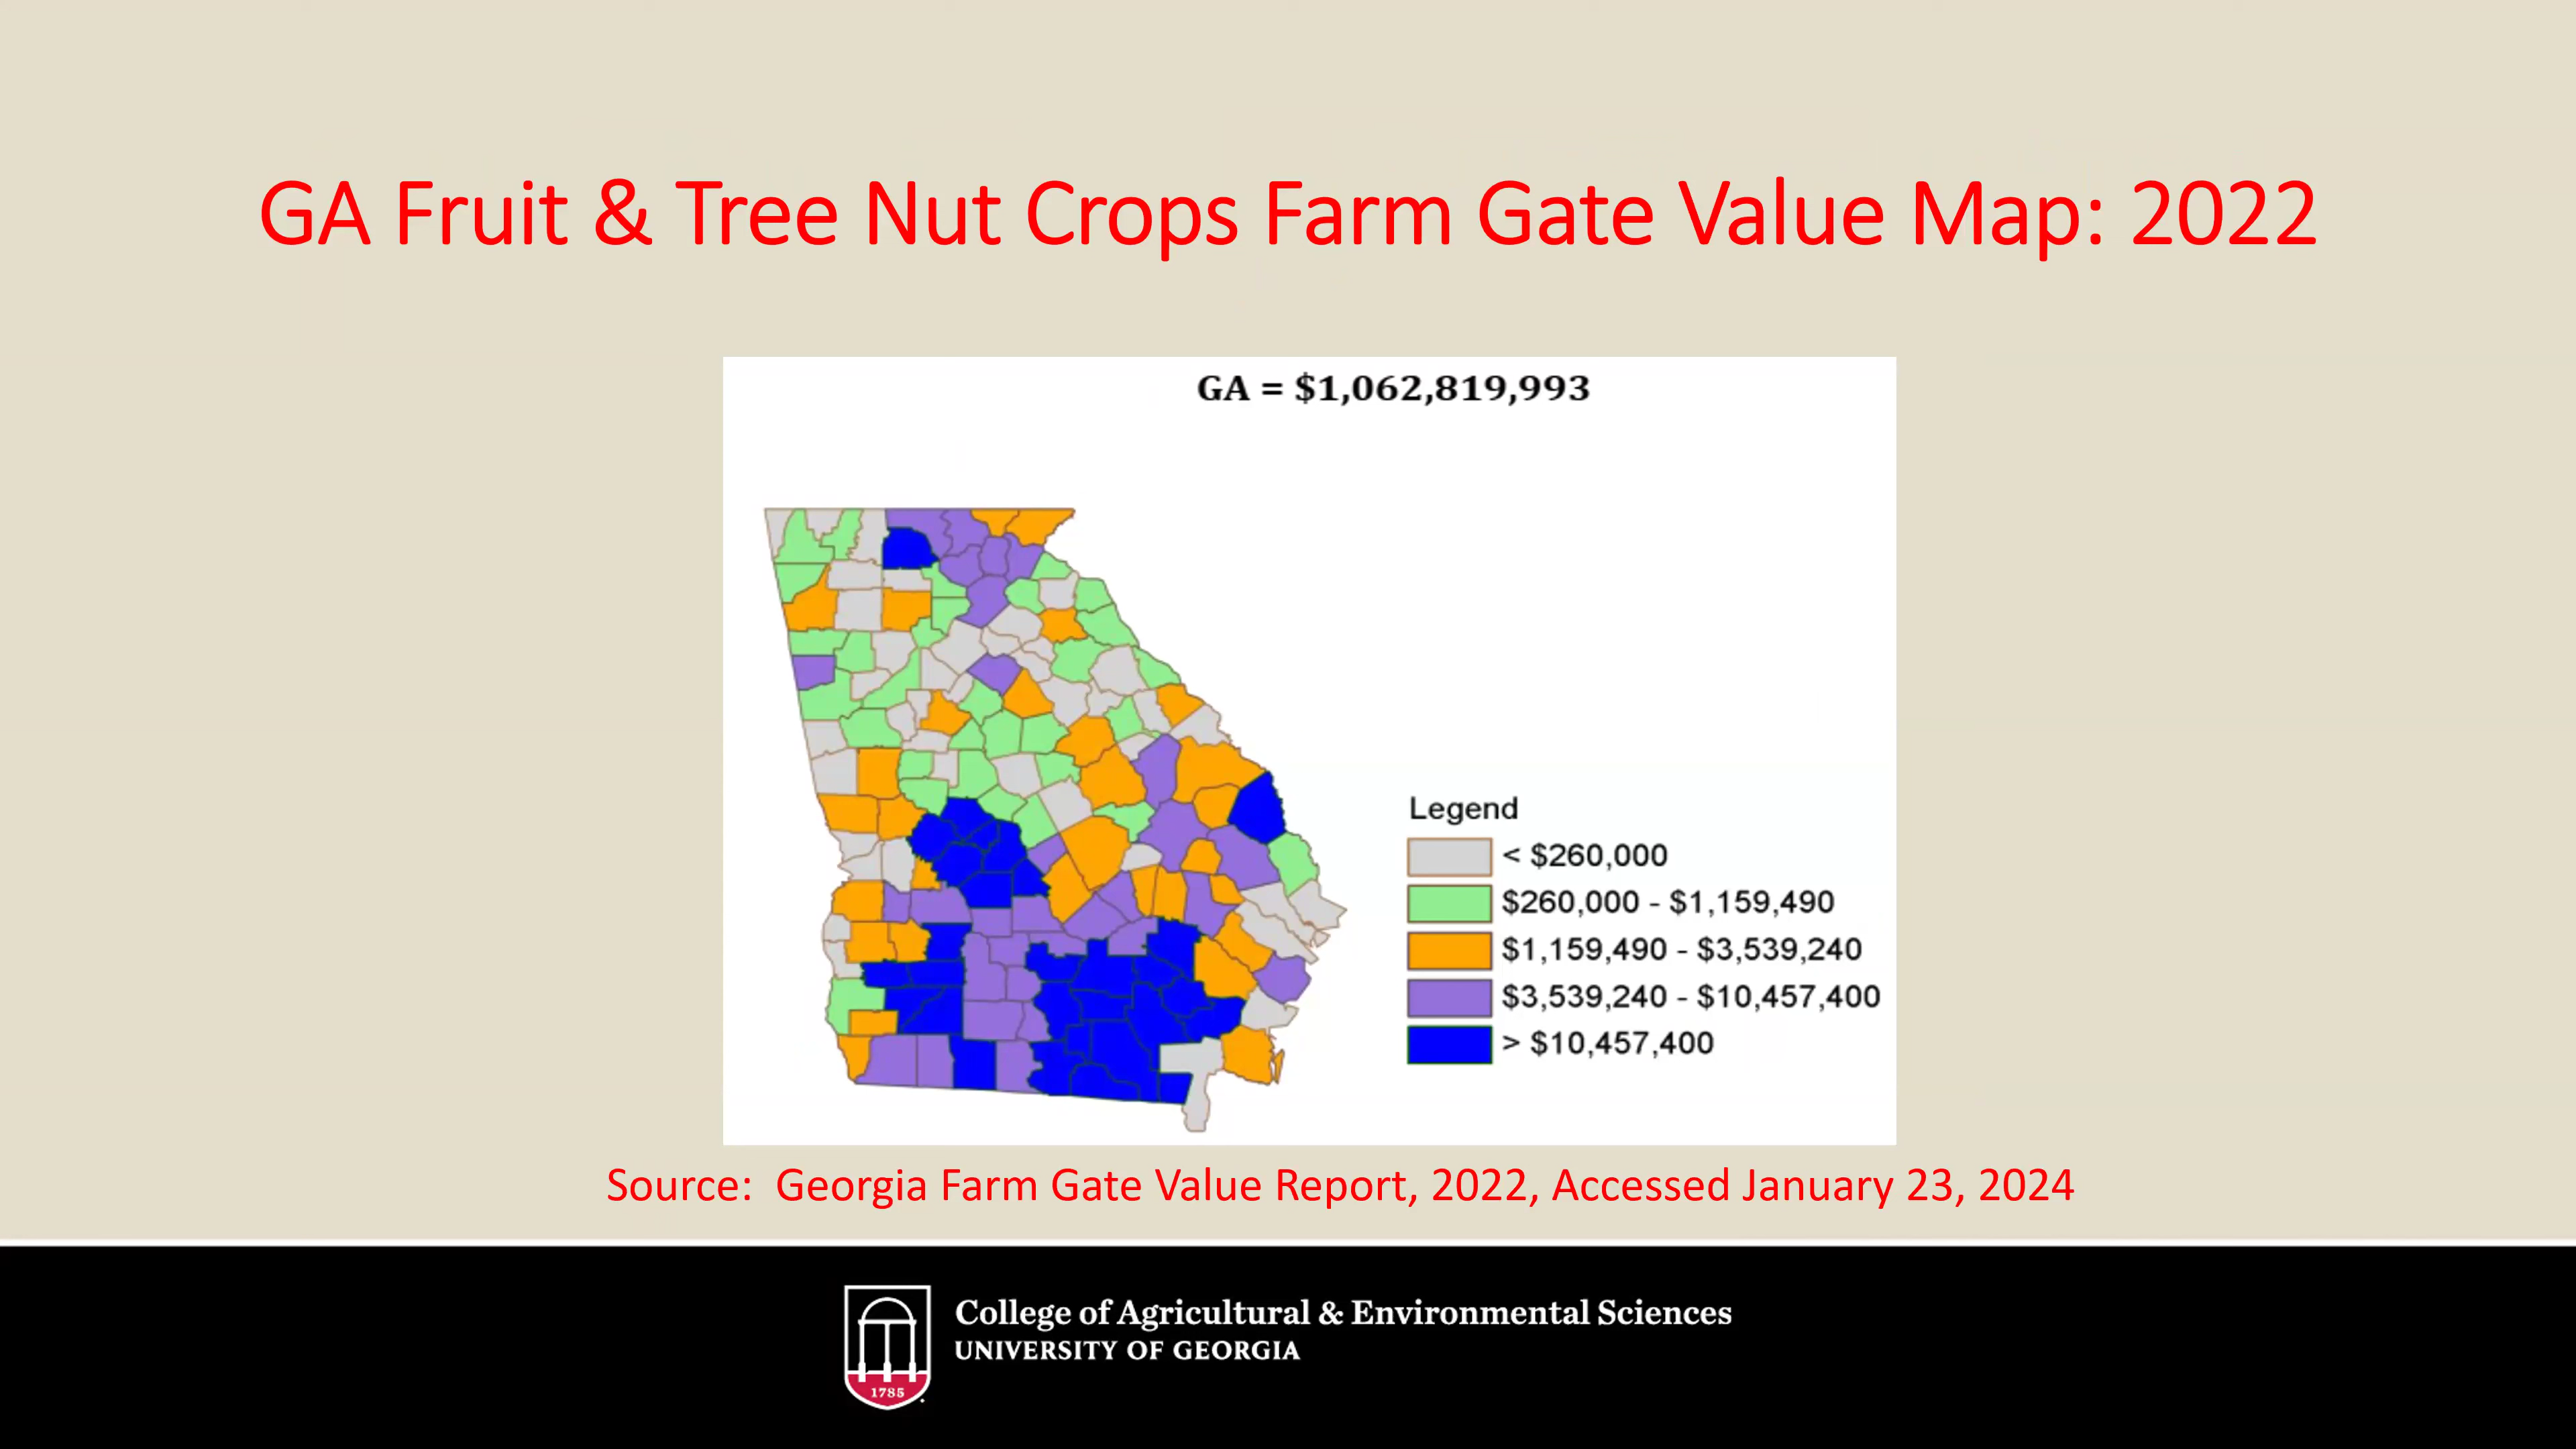 GA Fruit & Tree Nut Crops Farm Gate Value Map: 2022
GA = $1,062,819,993
Legend
< $260,000
$260,000 - $1,159,490
$1,159,490 - $3,539,240
$3,539,240 - $10,457,400
> $10,457,400
Source: Georgia Farm Gate Value Report, 2022, Accessed January 23, 2024
College of Agricultural & Environmental Sciences
UNIVERSITY OF GEORGIA
1785